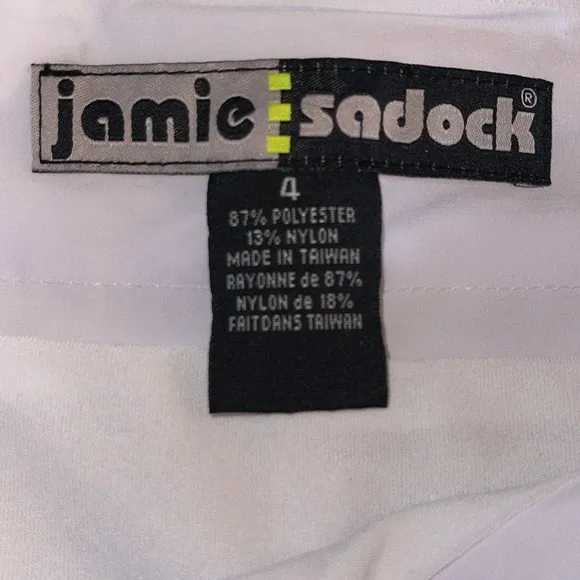 jamie sadock®
4
87% POLYESTER
13% NYLON
MADE IN TAIWAN
RAYONNE de 87%
NYLON de 18%
FAITDANS TAIWAN